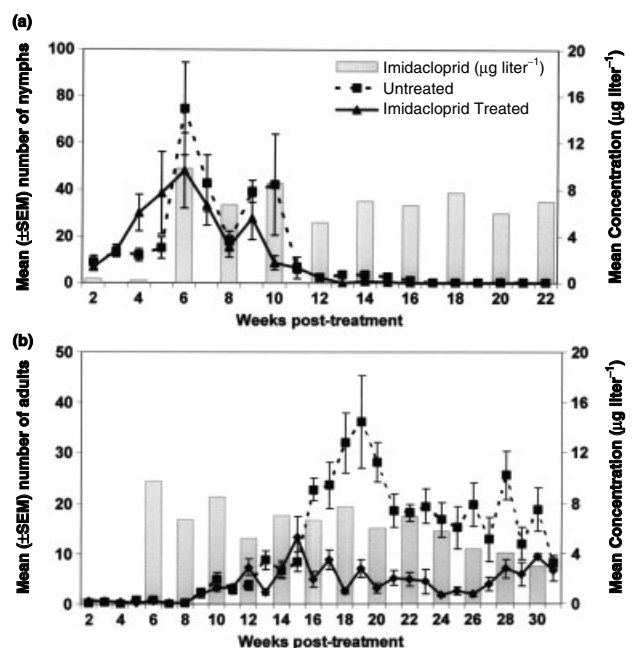 (a)
Mean (±SEM) number of nymphs
100
80
60
40
20
0
Imidacloprid (μg liter⁻¹)
Untreated
Imidacloprid Treated
20
16
12
8
4
0
Mean Concentration (μg liter⁻¹)
2 4 6 8 10 12 14 16 18 20 22
Weeks post-treatment
(b)
Mean (±SEM) number of adults
50
40
30
20
10
0
20
16
12
8
4
0
Mean Concentration (μg liter⁻¹)
2 4 6 8 10 12 14 16 18 20 22 24 26 28 30
Weeks post-treatment